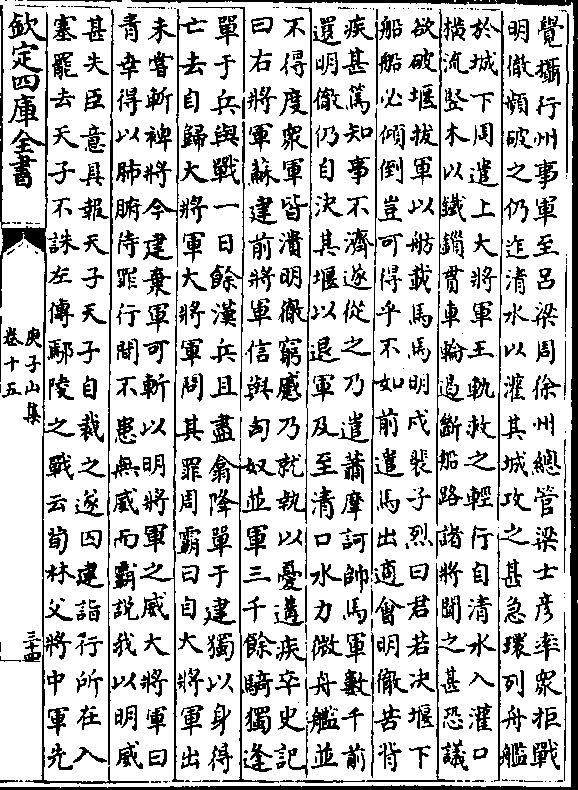 覺攝行州事軍至呂梁周徐州總管梁士彦率衆拒戰
明徹頻破之仍迮清水以灌其城攻之甚急環列舟艦
於城下周遣上大將軍王軌救之輕行自清水入灌口
橫流竪木以鐵鎖貫車輪遏斷船路諸將聞之甚恐議
欲破堰拔軍以舫載馬馬明戍裴子烈曰君若决堰下
船船必傾倒豈可得乎不如前遣馬出適會明徹苦背
疾甚篤知事不濟遂從之乃遣蕭摩訶帥馬軍數千前
還明徹仍自决其堰以退軍及至清口水力微舟艦並
不得度衆軍皆潰明徹窮蹙乃就執以憂遘疾卒史記
曰右將軍蘇建前將軍信與匈奴並軍三千餘騎獨逢
單于兵與戰一日餘漢兵且盡翕降單于建獨以身得
亡去自歸大將軍大將軍問其罪周霸曰自大將軍出
未嘗斬裨將今建棄軍可斬以明將軍之威大將軍曰
青幸得以肺腑待罪行間不患無威而霸説我以明威
甚失臣意具報天子天子自裁之遂囚建詣行所在入
塞罷去天子不誅左傳鄢陵之戰云荀林父將中軍先
欽定四庫全書
庾子山集
卷十五
三十四